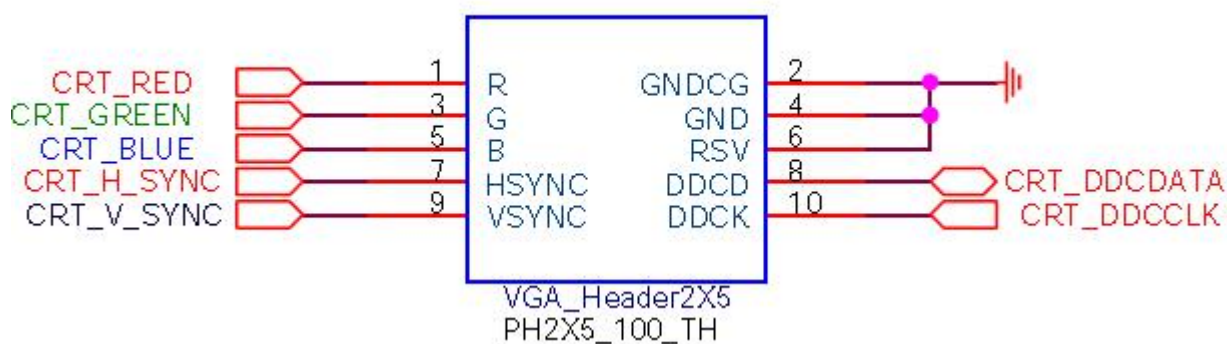 CRT_RED 1 R GNDCG 2
CRT_GREEN 3 G GND 4
CRT_BLUE 5 B RSV 6
CRT_H_SYNC 7 HSYNC DDCD 8 CRT_DDCDATA
CRT_V_SYNC 9 VSYNC DDCK 10 CRT_DDCCLK
VGA_Header2X5
PH2X5_100_TH